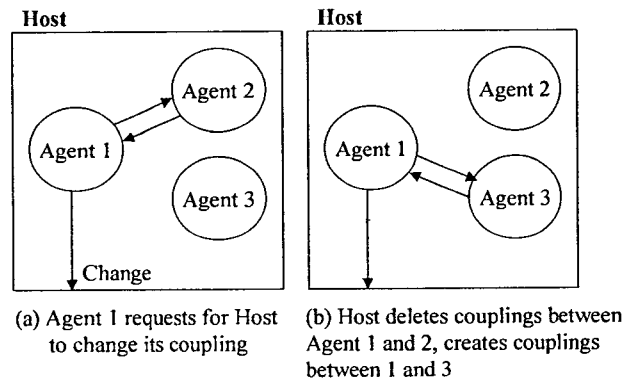 Host
Agent 2
Agent 1
Agent 3
Change
(a) Agent 1 requests for Host
to change its coupling
Host
Agent 2
Agent 1
Agent 3
(b) Host deletes couplings between
Agent 1 and 2, creates couplings
between 1 and 3